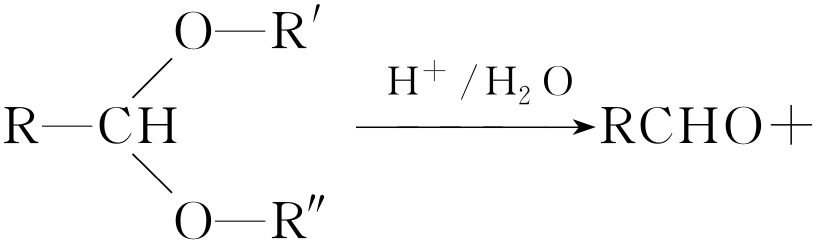 O—R′
H⁺ /H₂O
R—CH
RCHO+
O—R″